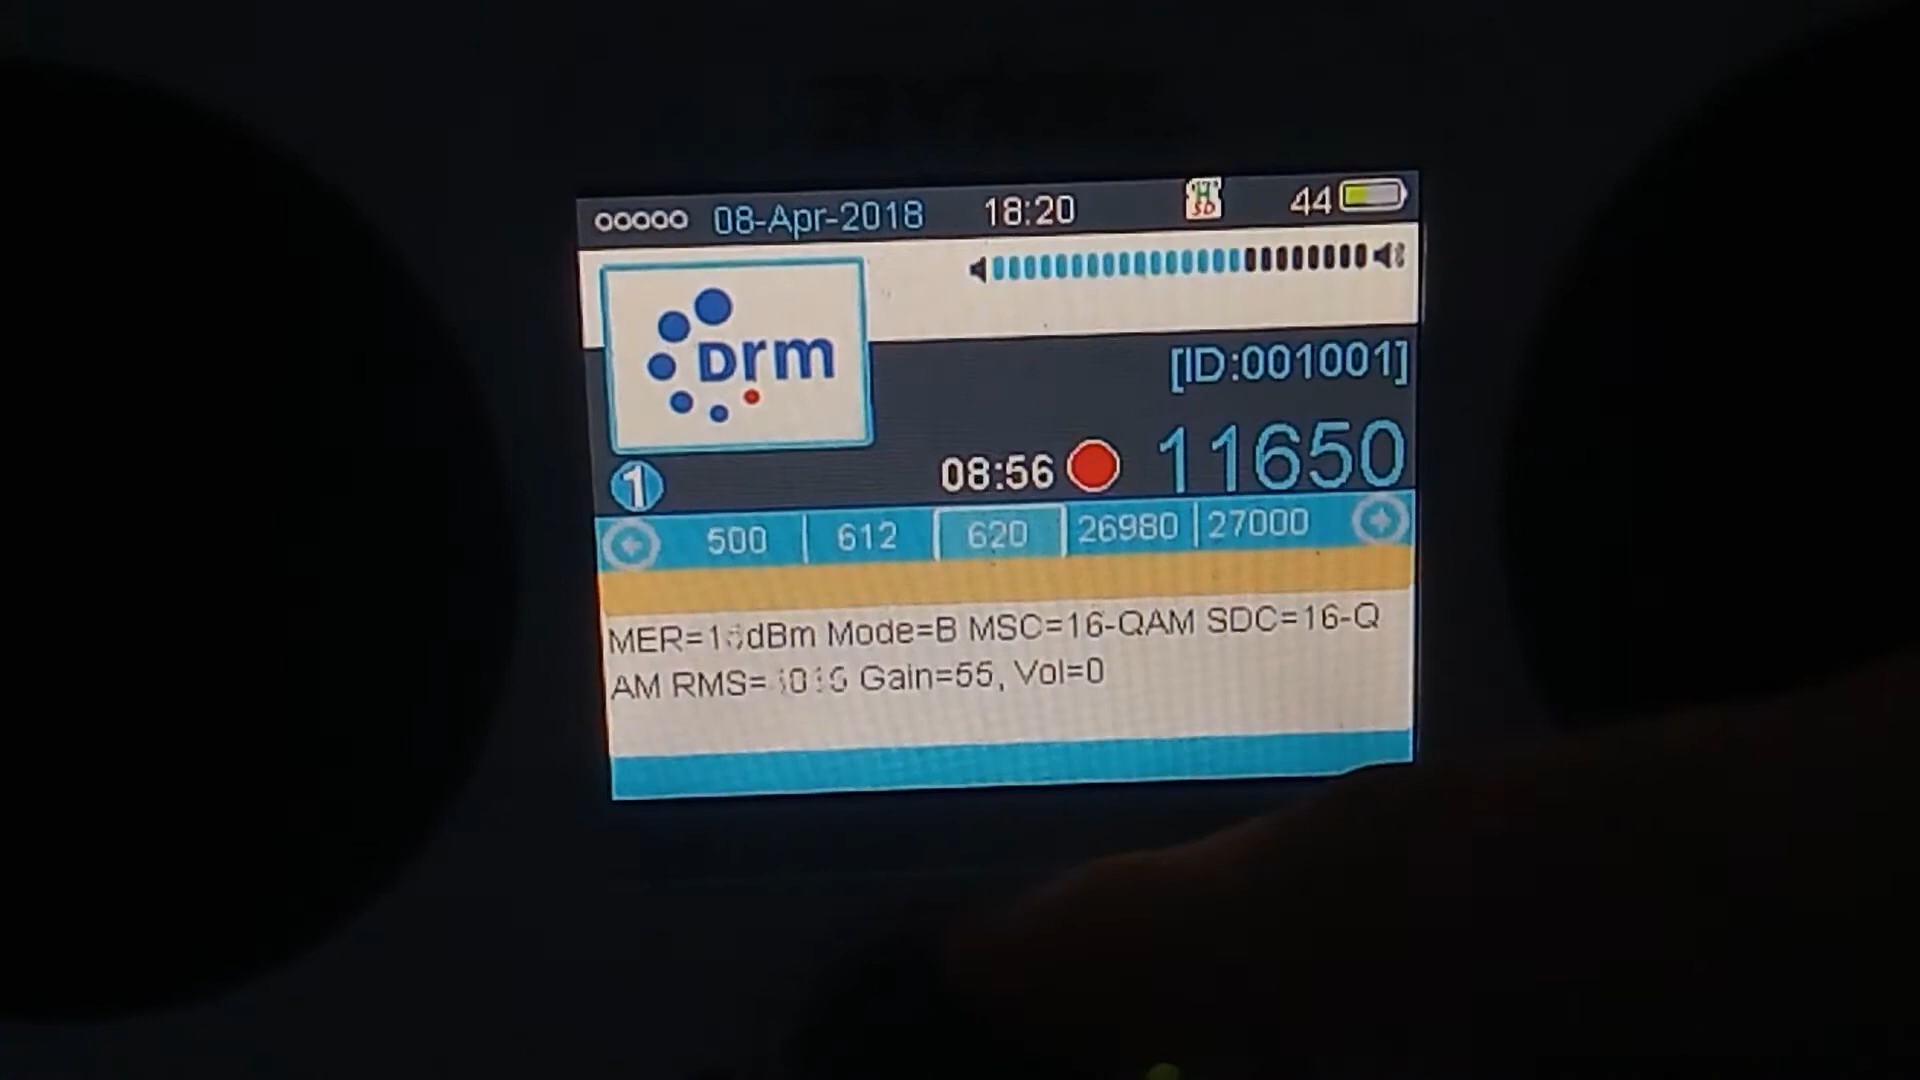 08-Apr-2018 18:20 44
Drm
[ID:001001]
1 08:56 11650
500 612 620 26980 27000
Mode=B MSC=16-QAM SDC=16-Q
AM Gain=55, Vol=0